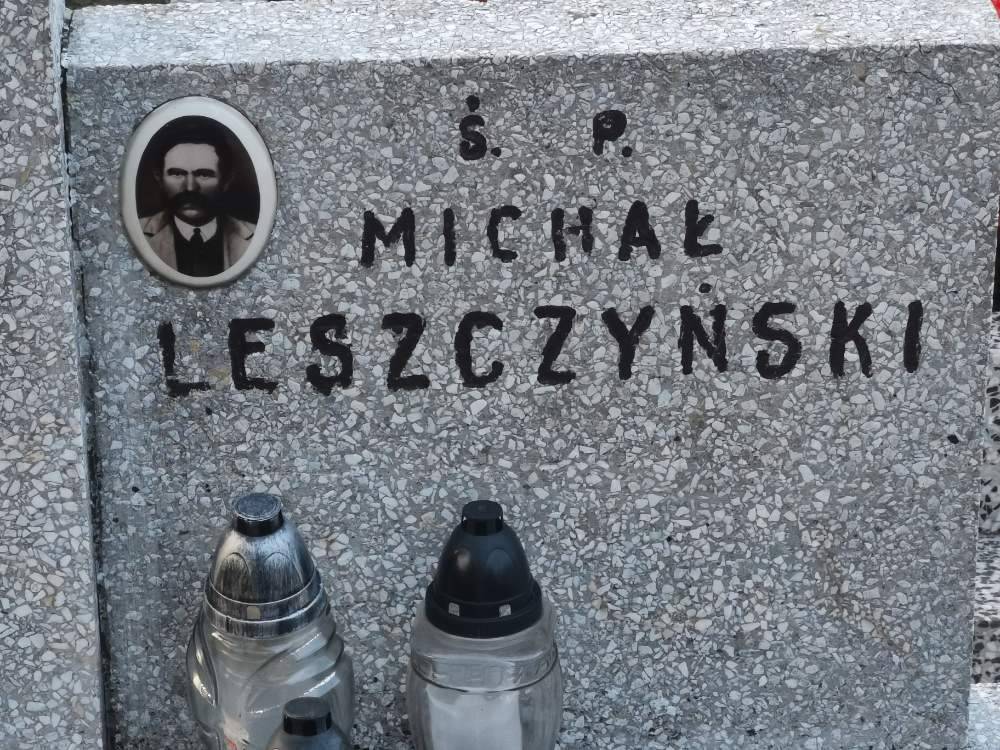 Ś. P.
MICHAŁ
LESZCZYŃSKI